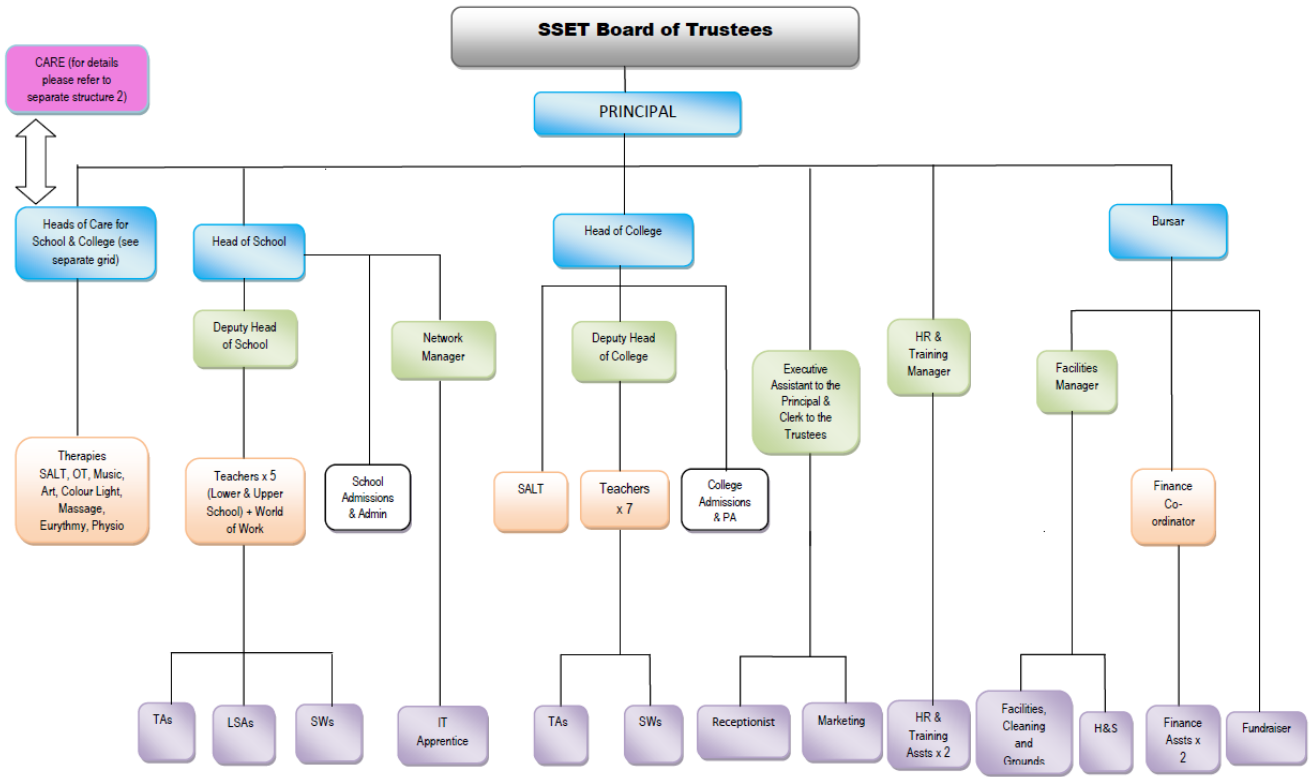 SSET Board of Trustees
CARE (for details
please refer to
separate structure 2)
PRINCIPAL
Heads of Care for
School & College (see
separate grid)
Head of School
Head of College
Bursar
Deputy Head
of School
Network
Manager
Deputy Head
of College
Executive
Assistant to the
Principal &
Clerk to the
Trustees
HR &
Training
Manager
Facilities
Manager
Therapies
SALT, OT, Music,
Art, Colour Light,
Massage,
Eurythmy, Physio
Teachers x 5
(Lower & Upper
School) + World
of Work
School
Admissions
& Admin
SALT
Teachers
x 7
College
Admissions
& PA
Finance
Co-
ordinator
TAs
LSAs
SWs
IT
Apprentice
TAs
SWs
Receptionist
Marketing
HR &
Training
Assts x 2
Facilities,
Cleaning
and
Grounds
H&S
Finance
Assts x
2
Fundraiser